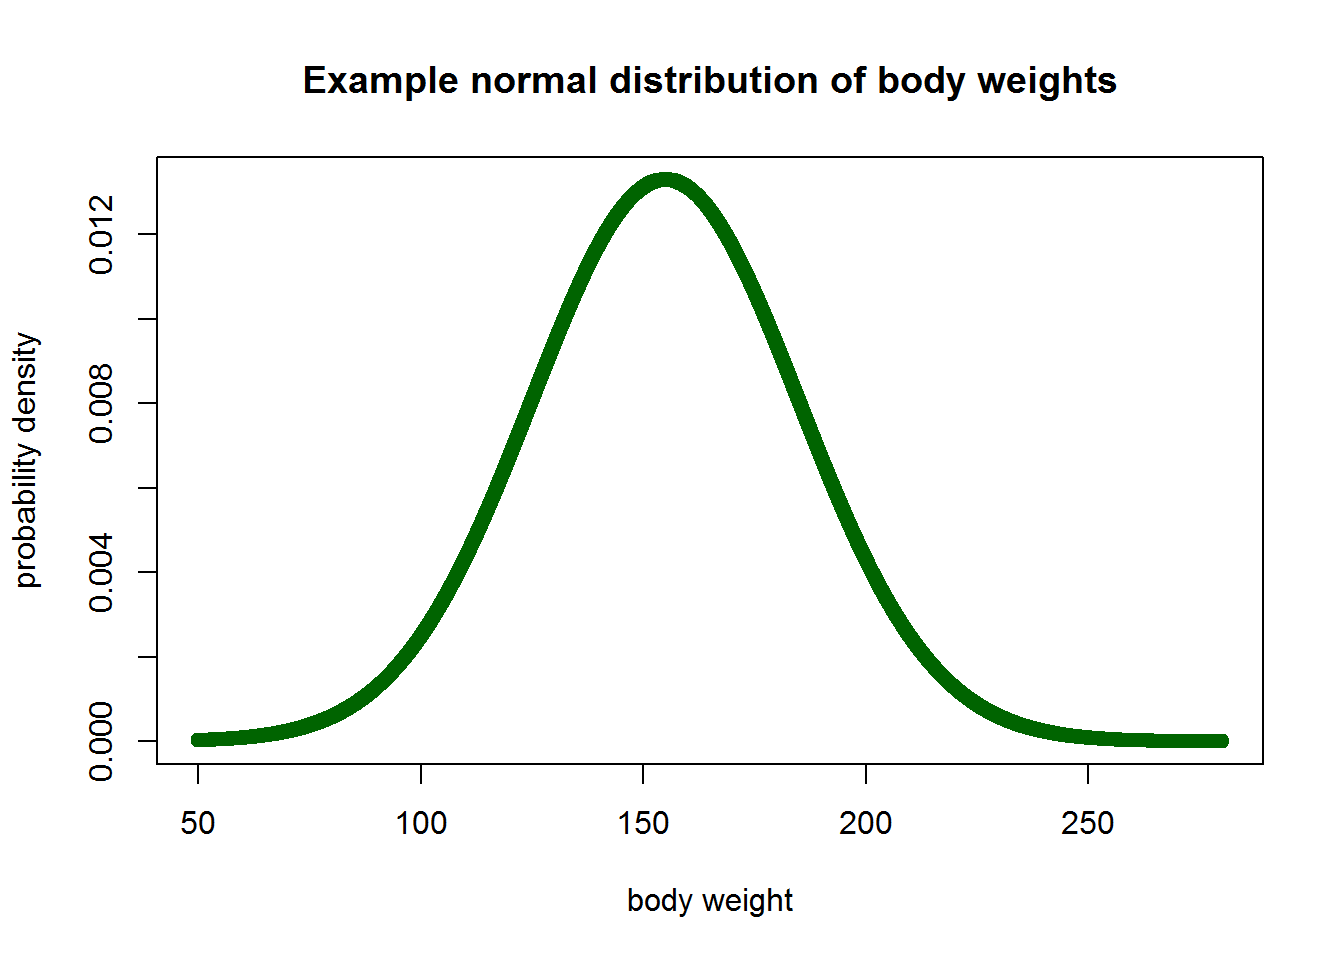 Example normal distribution of body weights
probability density
0.012
0.008
0.004
0.000
50 100 150 200 250
body weight